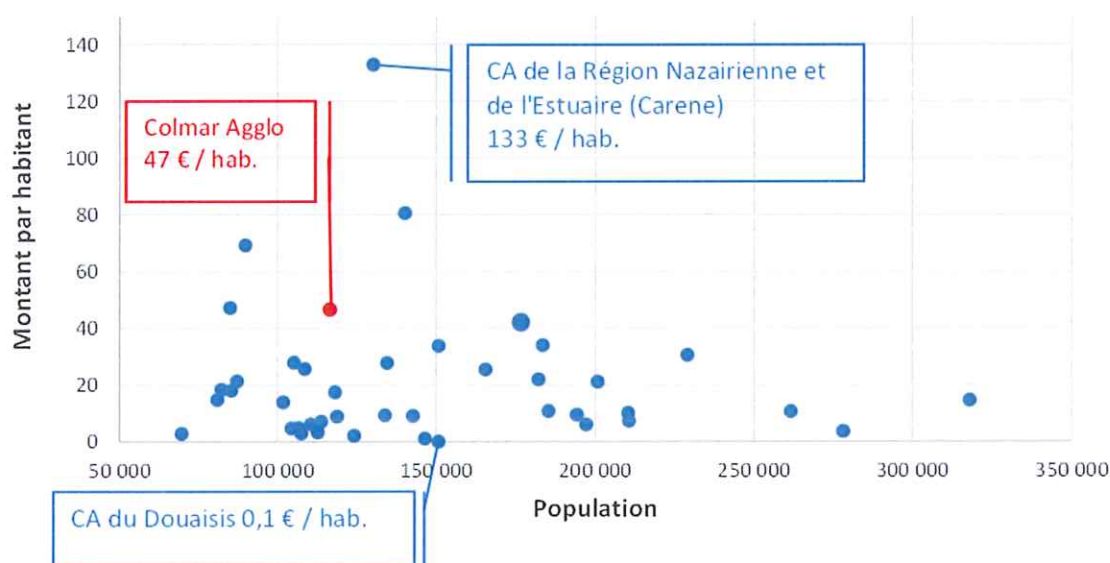 Montant par habitant
140
120
100
80
60
40
20
0
CA de la Région Nazairienne et
de l'Estuaire (Carene)
133 € / hab.
Colmar Agglo
47 € / hab.
50 000
100 000
150 000
200 000
250 000
300 000
350 000
Population
CA du Douaisis 0,1 € / hab.